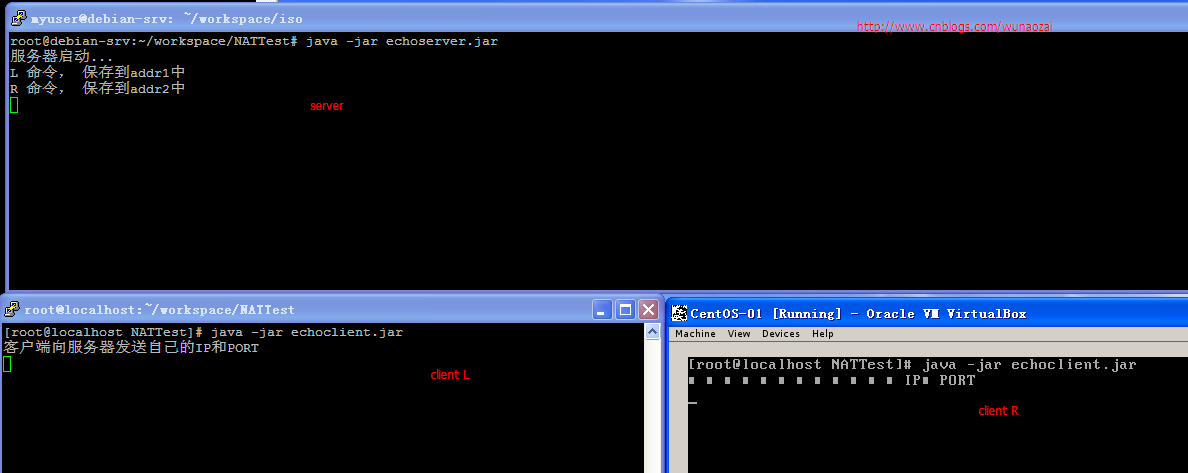 myuser@debian-srv: ~/workspace/iso
http://www.cnblogs.com/wunaozai
root@debian-srv:~/workspace/NATTest# java -jar echoserver.jar
服务器启动...
L 命令， 保存到addr1中
R 命令， 保存到addr2中
server
root@localhost:~/workspace/NATTest
[root@localhost NATTest]# java -jar echoclient.jar
客户端向服务器发送自己的IP和PORT
client L
CentOS-01 [Running] - Oracle VM VirtualBox
Machine View Devices Help
[root@localhost NATTest]# java -jar echoclient.jar
■ ■ ■ ■ ■ ■ ■ ■ ■ ■ ■ ■ ■ IP■ PORT
client R